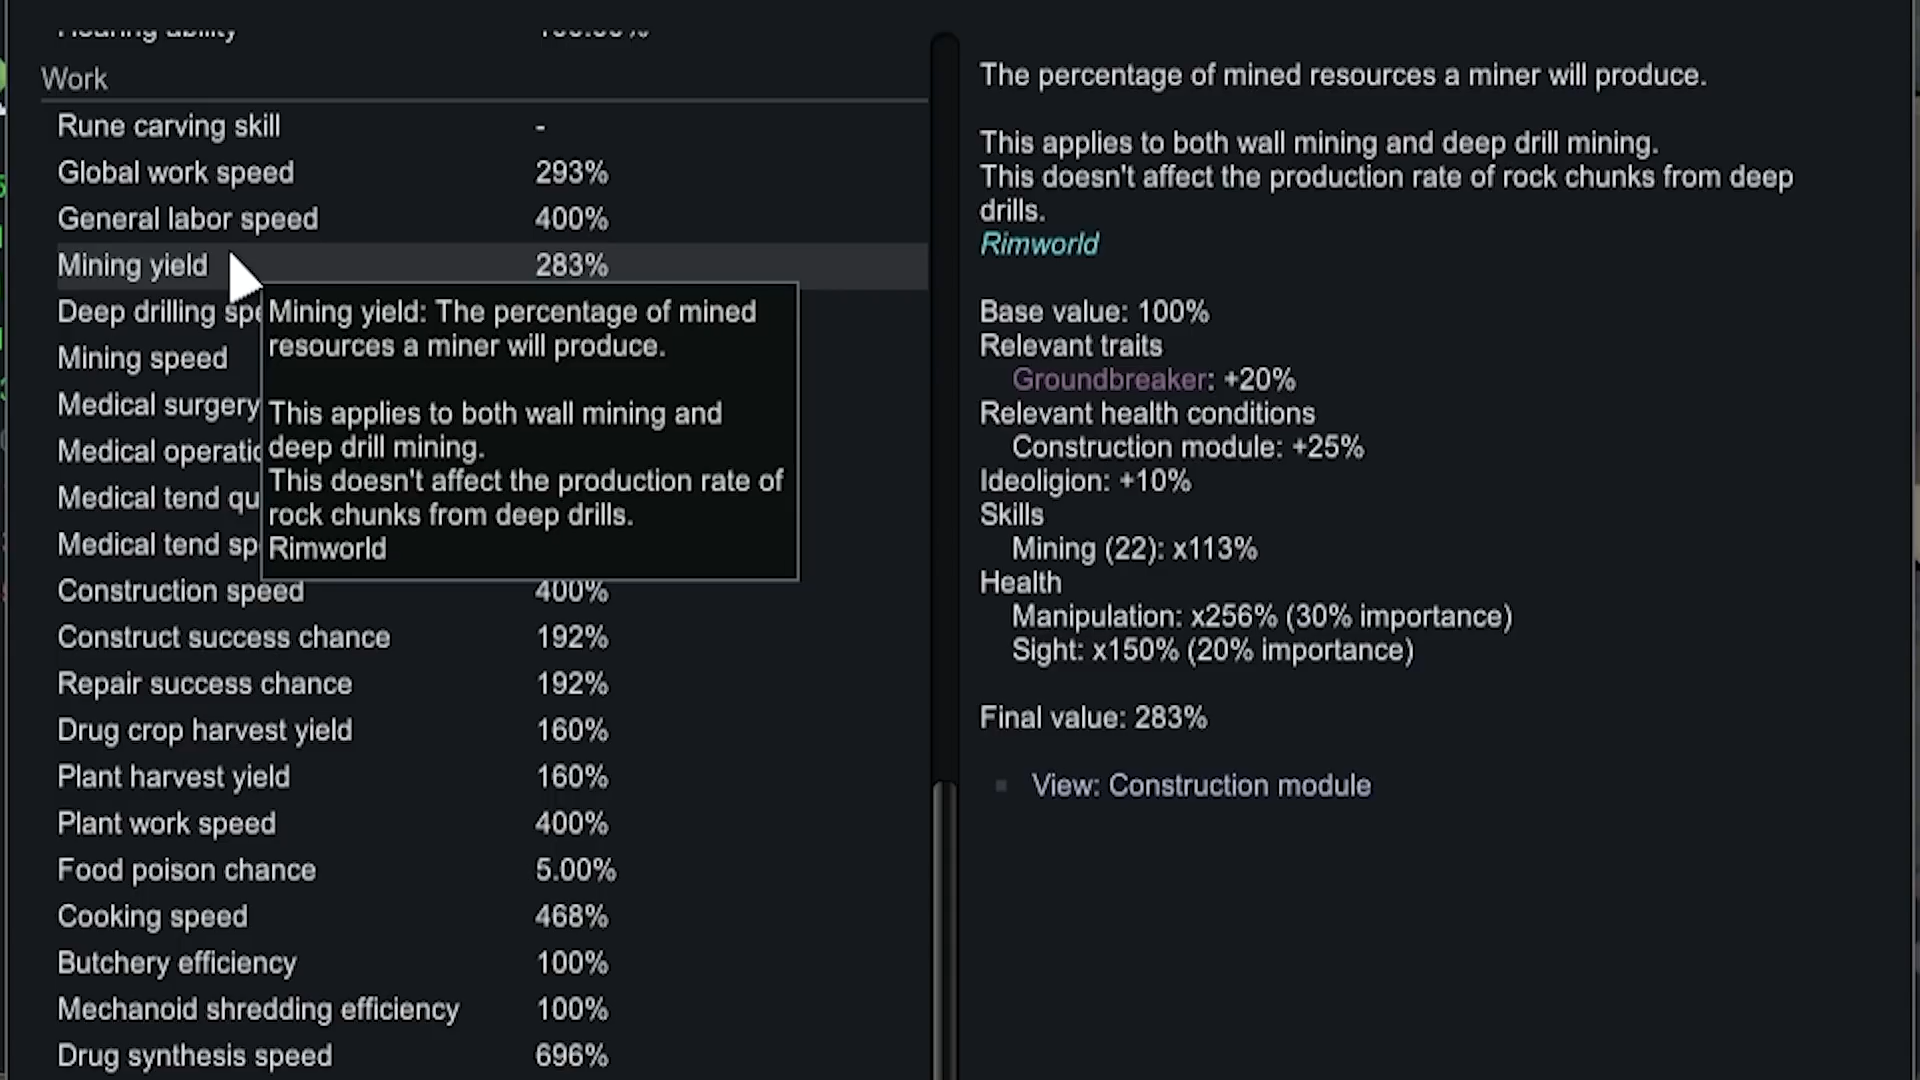 Work
Rune carving skill -
Global work speed 293%
General labor speed 400%
Mining yield 283%
Deep drilling spe
Mining speed
Medical surgery
Medical operatio
Medical tend qu
Medical tend sp
Construction speed 400%
Construct success chance 192%
Repair success chance 192%
Drug crop harvest yield 160%
Plant harvest yield 160%
Plant work speed 400%
Food poison chance 5.00%
Cooking speed 468%
Butchery efficiency 100%
Mechanoid shredding efficiency 100%
Drug synthesis speed 696%
Mining yield: The percentage of mined
resources a miner will produce.
This applies to both wall mining and
deep drill mining.
This doesn't affect the production rate of
rock chunks from deep drills.
Rimworld
The percentage of mined resources a miner will produce.
This applies to both wall mining and deep drill mining.
This doesn't affect the production rate of rock chunks from deep
drills.
Rimworld
Base value: 100%
Relevant traits
Groundbreaker: +20%
Relevant health conditions
Construction module: +25%
Ideoligion: +10%
Skills
Mining (22): x113%
Health
Manipulation: x256% (30% importance)
Sight: x150% (20% importance)
Final value: 283%
View: Construction module